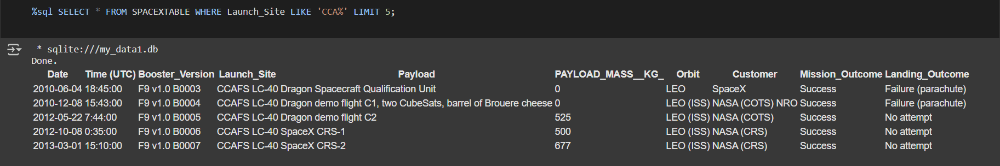 %sql SELECT * FROM SPACEXTABLE WHERE Launch_Site LIKE 'CCA%' LIMIT 5;
* sqlite:///my_data1.db
Done.
Date Time (UTC) Booster_Version Launch_Site Payload PAYLOAD_MASS__KG_ Orbit Customer Mission_Outcome Landing_Outcome
2010-06-04 18:45:00 F9 v1.0 B0003 CCAFS LC-40 Dragon Spacecraft Qualification Unit 0 LEO SpaceX Success Failure (parachute)
2010-12-08 15:43:00 F9 v1.0 B0004 CCAFS LC-40 Dragon demo flight C1, two CubeSats, barrel of Brouere cheese 0 LEO (ISS) NASA (COTS) NRO Success Failure (parachute)
2012-05-22 7:44:00 F9 v1.0 B0005 CCAFS LC-40 Dragon demo flight C2 525 LEO (ISS) NASA (COTS) Success No attempt
2012-10-08 0:35:00 F9 v1.0 B0006 CCAFS LC-40 SpaceX CRS-1 500 LEO (ISS) NASA (CRS) Success No attempt
2013-03-01 15:10:00 F9 v1.0 B0007 CCAFS LC-40 SpaceX CRS-2 677 LEO (ISS) NASA (CRS) Success No attempt